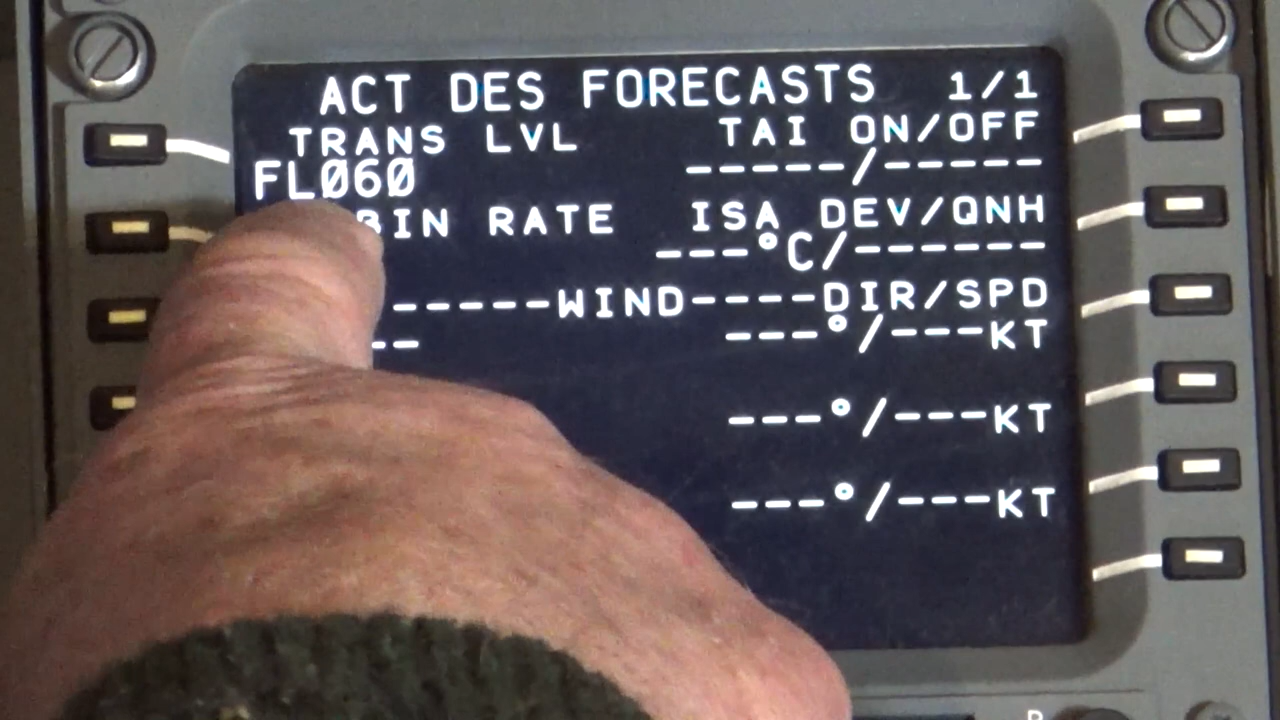 ACT DES FORECASTS 1/1
TRANS LVL TAI ON/OFF
FLØ6Ø -----/-----
BIN RATE ISA DEV/QNH
---°C/------
-----WIND----DIR/SPD
-- ---°/---KT
---°/---KT
---°/---KT